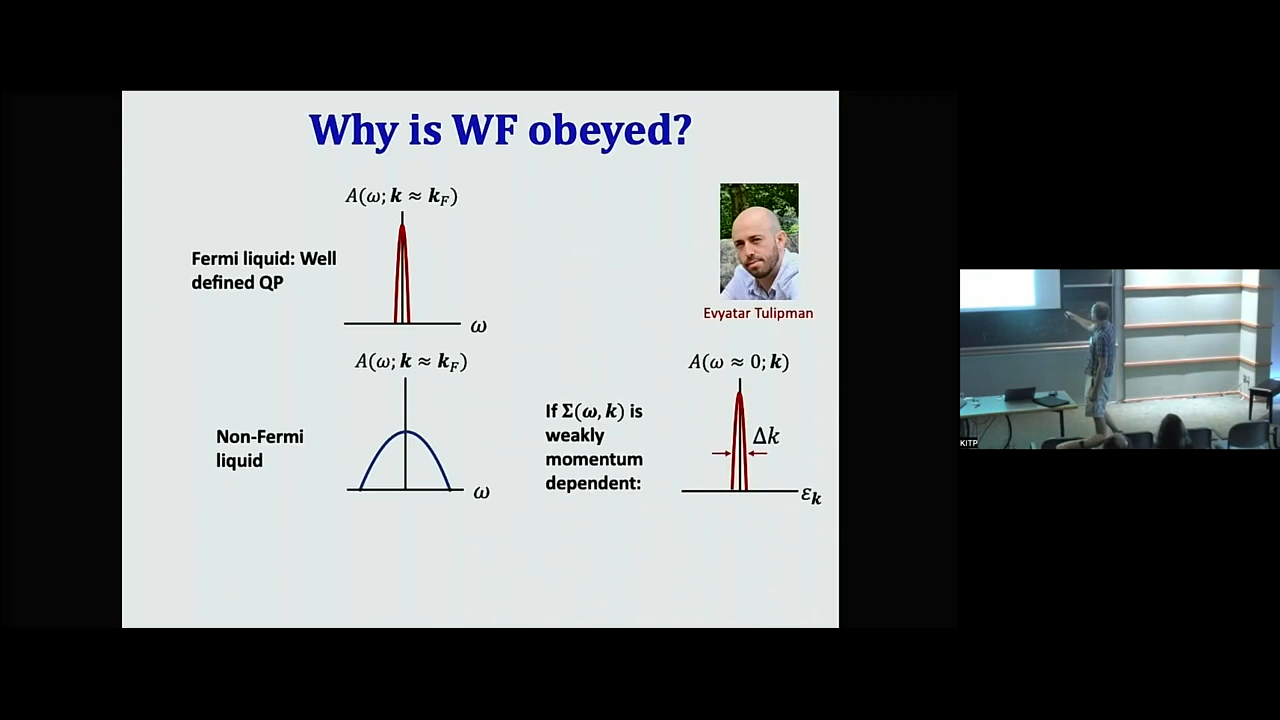 Why is WF obeyed?
A(ω; k ≈ k_F)
Fermi liquid: Well
defined QP
ω
Evyatar Tulipman
A(ω; k ≈ k_F)
Non-Fermi
liquid
ω
If Σ(ω, k) is
weakly
momentum
dependent:
A(ω ≈ 0; k)
Δk
ε_k
KITP